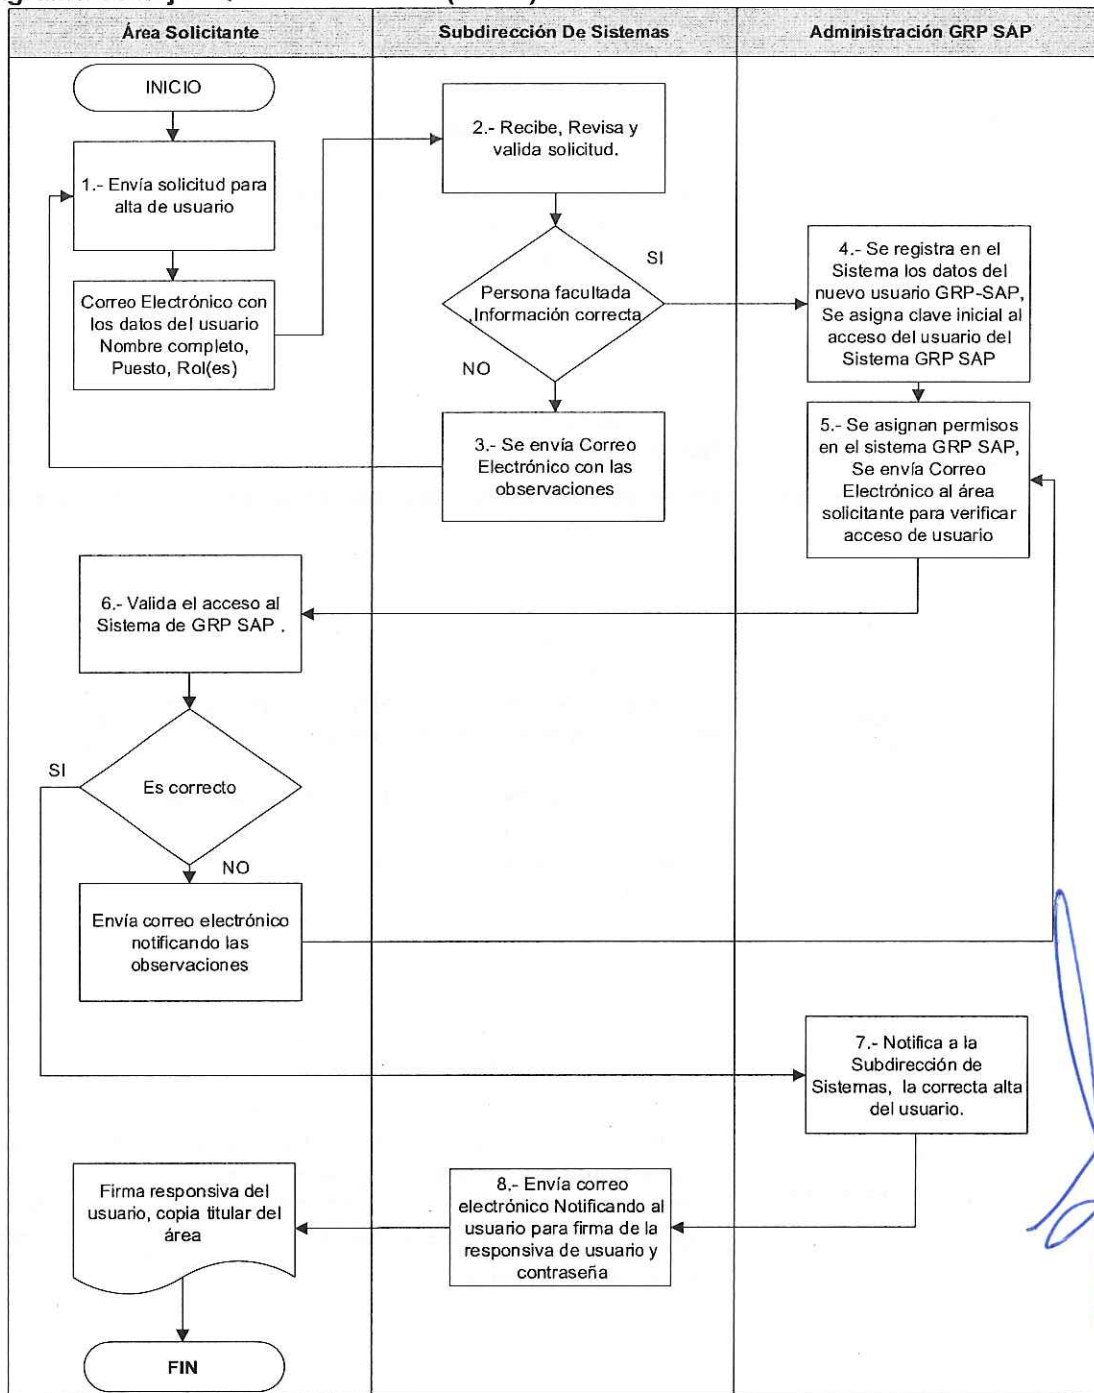 Área Solicitante
Subdirección De Sistemas
Administración GRP SAP
INICIO
1.- Envía solicitud para
alta de usuario
Correo Electrónico con
los datos del usuario
Nombre completo,
Puesto, Rol(es)
2.- Recibe, Revisa y
valida solicitud.
Persona facultada
,Información correcta
SI
NO
3.- Se envía Correo
Electrónico con las
observaciones
4.- Se registra en el
Sistema los datos del
nuevo usuario GRP-SAP,
Se asigna clave inicial al
acceso del usuario del
Sistema GRP SAP
5.- Se asignan permisos
en el sistema GRP SAP,
Se envía Correo
Electrónico al área
solicitante para verificar
acceso de usuario
6.- Valida el acceso al
Sistema de GRP SAP .
Es correcto
SI
NO
Envía correo electrónico
notificando las
observaciones
7.- Notifica a la
Subdirección de
Sistemas, la correcta alta
del usuario.
8.- Envía correo
electrónico Notificando al
usuario para firma de la
responsiva de usuario y
contraseña
Firma responsiva del
usuario, copia titular del
área
FIN